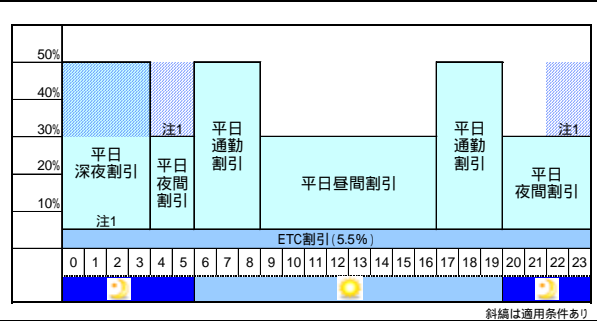 50%
40%
30%
20%
10%
注1
注1
平日
深夜割引
注1
平日
夜間
割引
平日
通勤
割引
平日昼間割引
平日
通勤
割引
平日
夜間割引
ETC割引(5.5%)
0 1 2 3 4 5 6 7 8 9 10 11 12 13 14 15 16 17 18 19 20 21 22 23
斜縞は適用条件あり